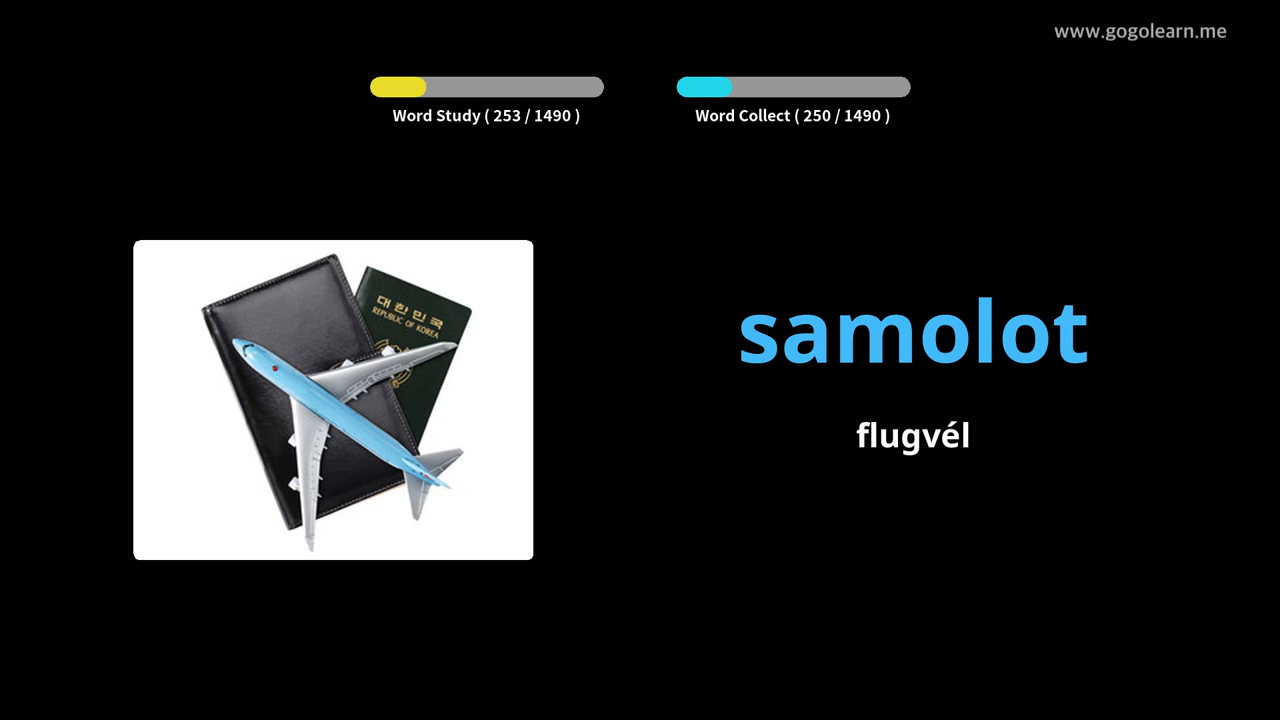 www.gogolearn.me
Word Study ( 253 / 1490 )
Word Collect ( 250 / 1490 )
대한민국
REPUBLIC OF KOREA
samolot
flugvél